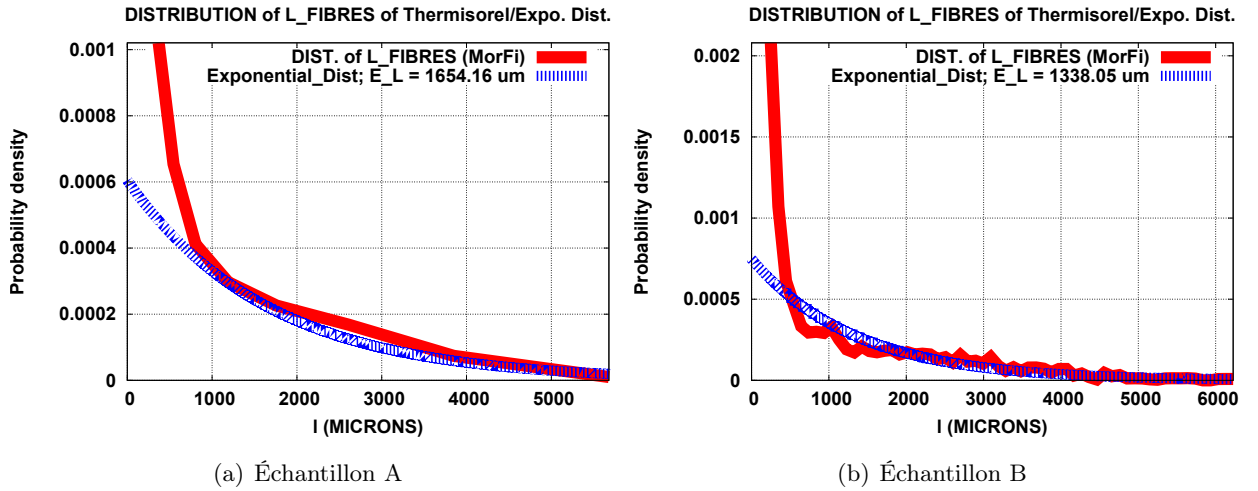 DISTRIBUTION of L_FIBRES of Thermisorel/Expo. Dist.
DIST. of L_FIBRES (MorFi)
Exponential_Dist; E_L = 1654.16 um
Probability density
0.001
0.0008
0.0006
0.0004
0.0002
0
0 1000 2000 3000 4000 5000
l (MICRONS)
(a) Échantillon A
DISTRIBUTION of L_FIBRES of Thermisorel/Expo. Dist.
DIST. of L_FIBRES (MorFi)
Exponential_Dist; E_L = 1338.05 um
Probability density
0.002
0.0015
0.001
0.0005
0
0 1000 2000 3000 4000 5000 6000
l (MICRONS)
(b) Échantillon B